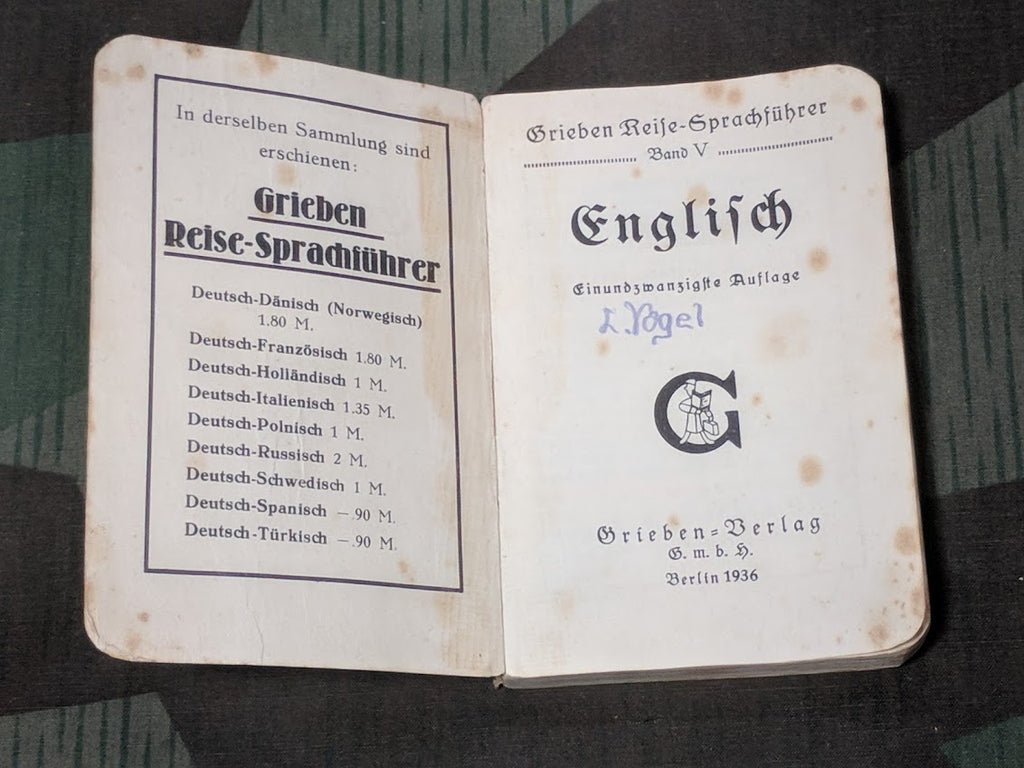 In derselben Sammlung sind
erschienen:
Grieben
Reise-Sprachführer
Deutsch-Dänisch (Norwegisch)
1.80 M.
Deutsch-Französisch 1.80 M.
Deutsch-Holländisch 1 M.
Deutsch-Italienisch 1.35 M.
Deutsch-Polnisch 1 M.
Deutsch-Russisch 2 M.
Deutsch-Schwedisch 1 M.
Deutsch-Spanisch —.90 M.
Deutsch-Türkisch —.90 M.
Grieben Reiſe-Sprachführer
Band V
Engliſch
Einundzwanzigſte Auflage
L. Vogel
G
Grieben-Verlag
G. m. b. H.
Berlin 1936